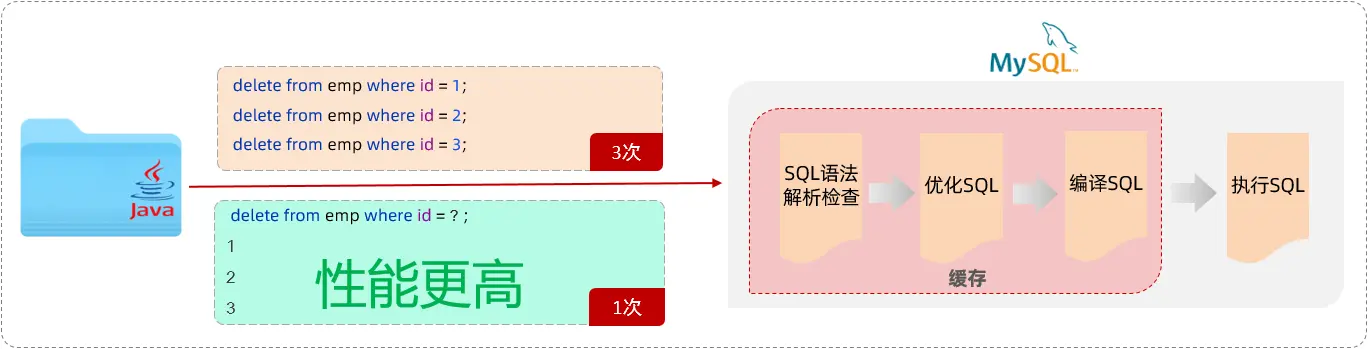 MySQL™
delete from emp where id = 1;
delete from emp where id = 2;
delete from emp where id = 3;
3次
Java
delete from emp where id = ? ;
1
2
3
性能更高
1次
SQL语法
解析检查
优化SQL
编译SQL
执行SQL
缓存